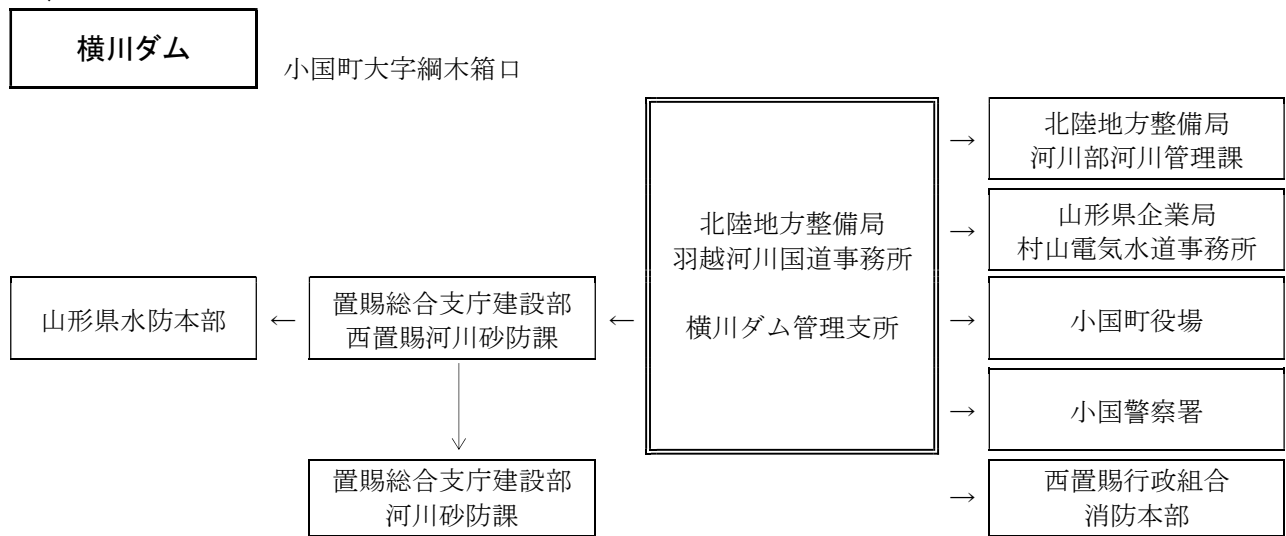 横川ダム
小国町大字綱木箱口
北陸地方整備局
河川部河川管理課
→
北陸地方整備局
羽越河川国道事務所
横川ダム管理支所
→
山形県企業局
村山電気水道事務所
山形県水防本部
←
置賜総合支庁建設部
西置賜河川砂防課
←
→
小国町役場
↓
→
小国警察署
置賜総合支庁建設部
河川砂防課
→
西置賜行政組合
消防本部